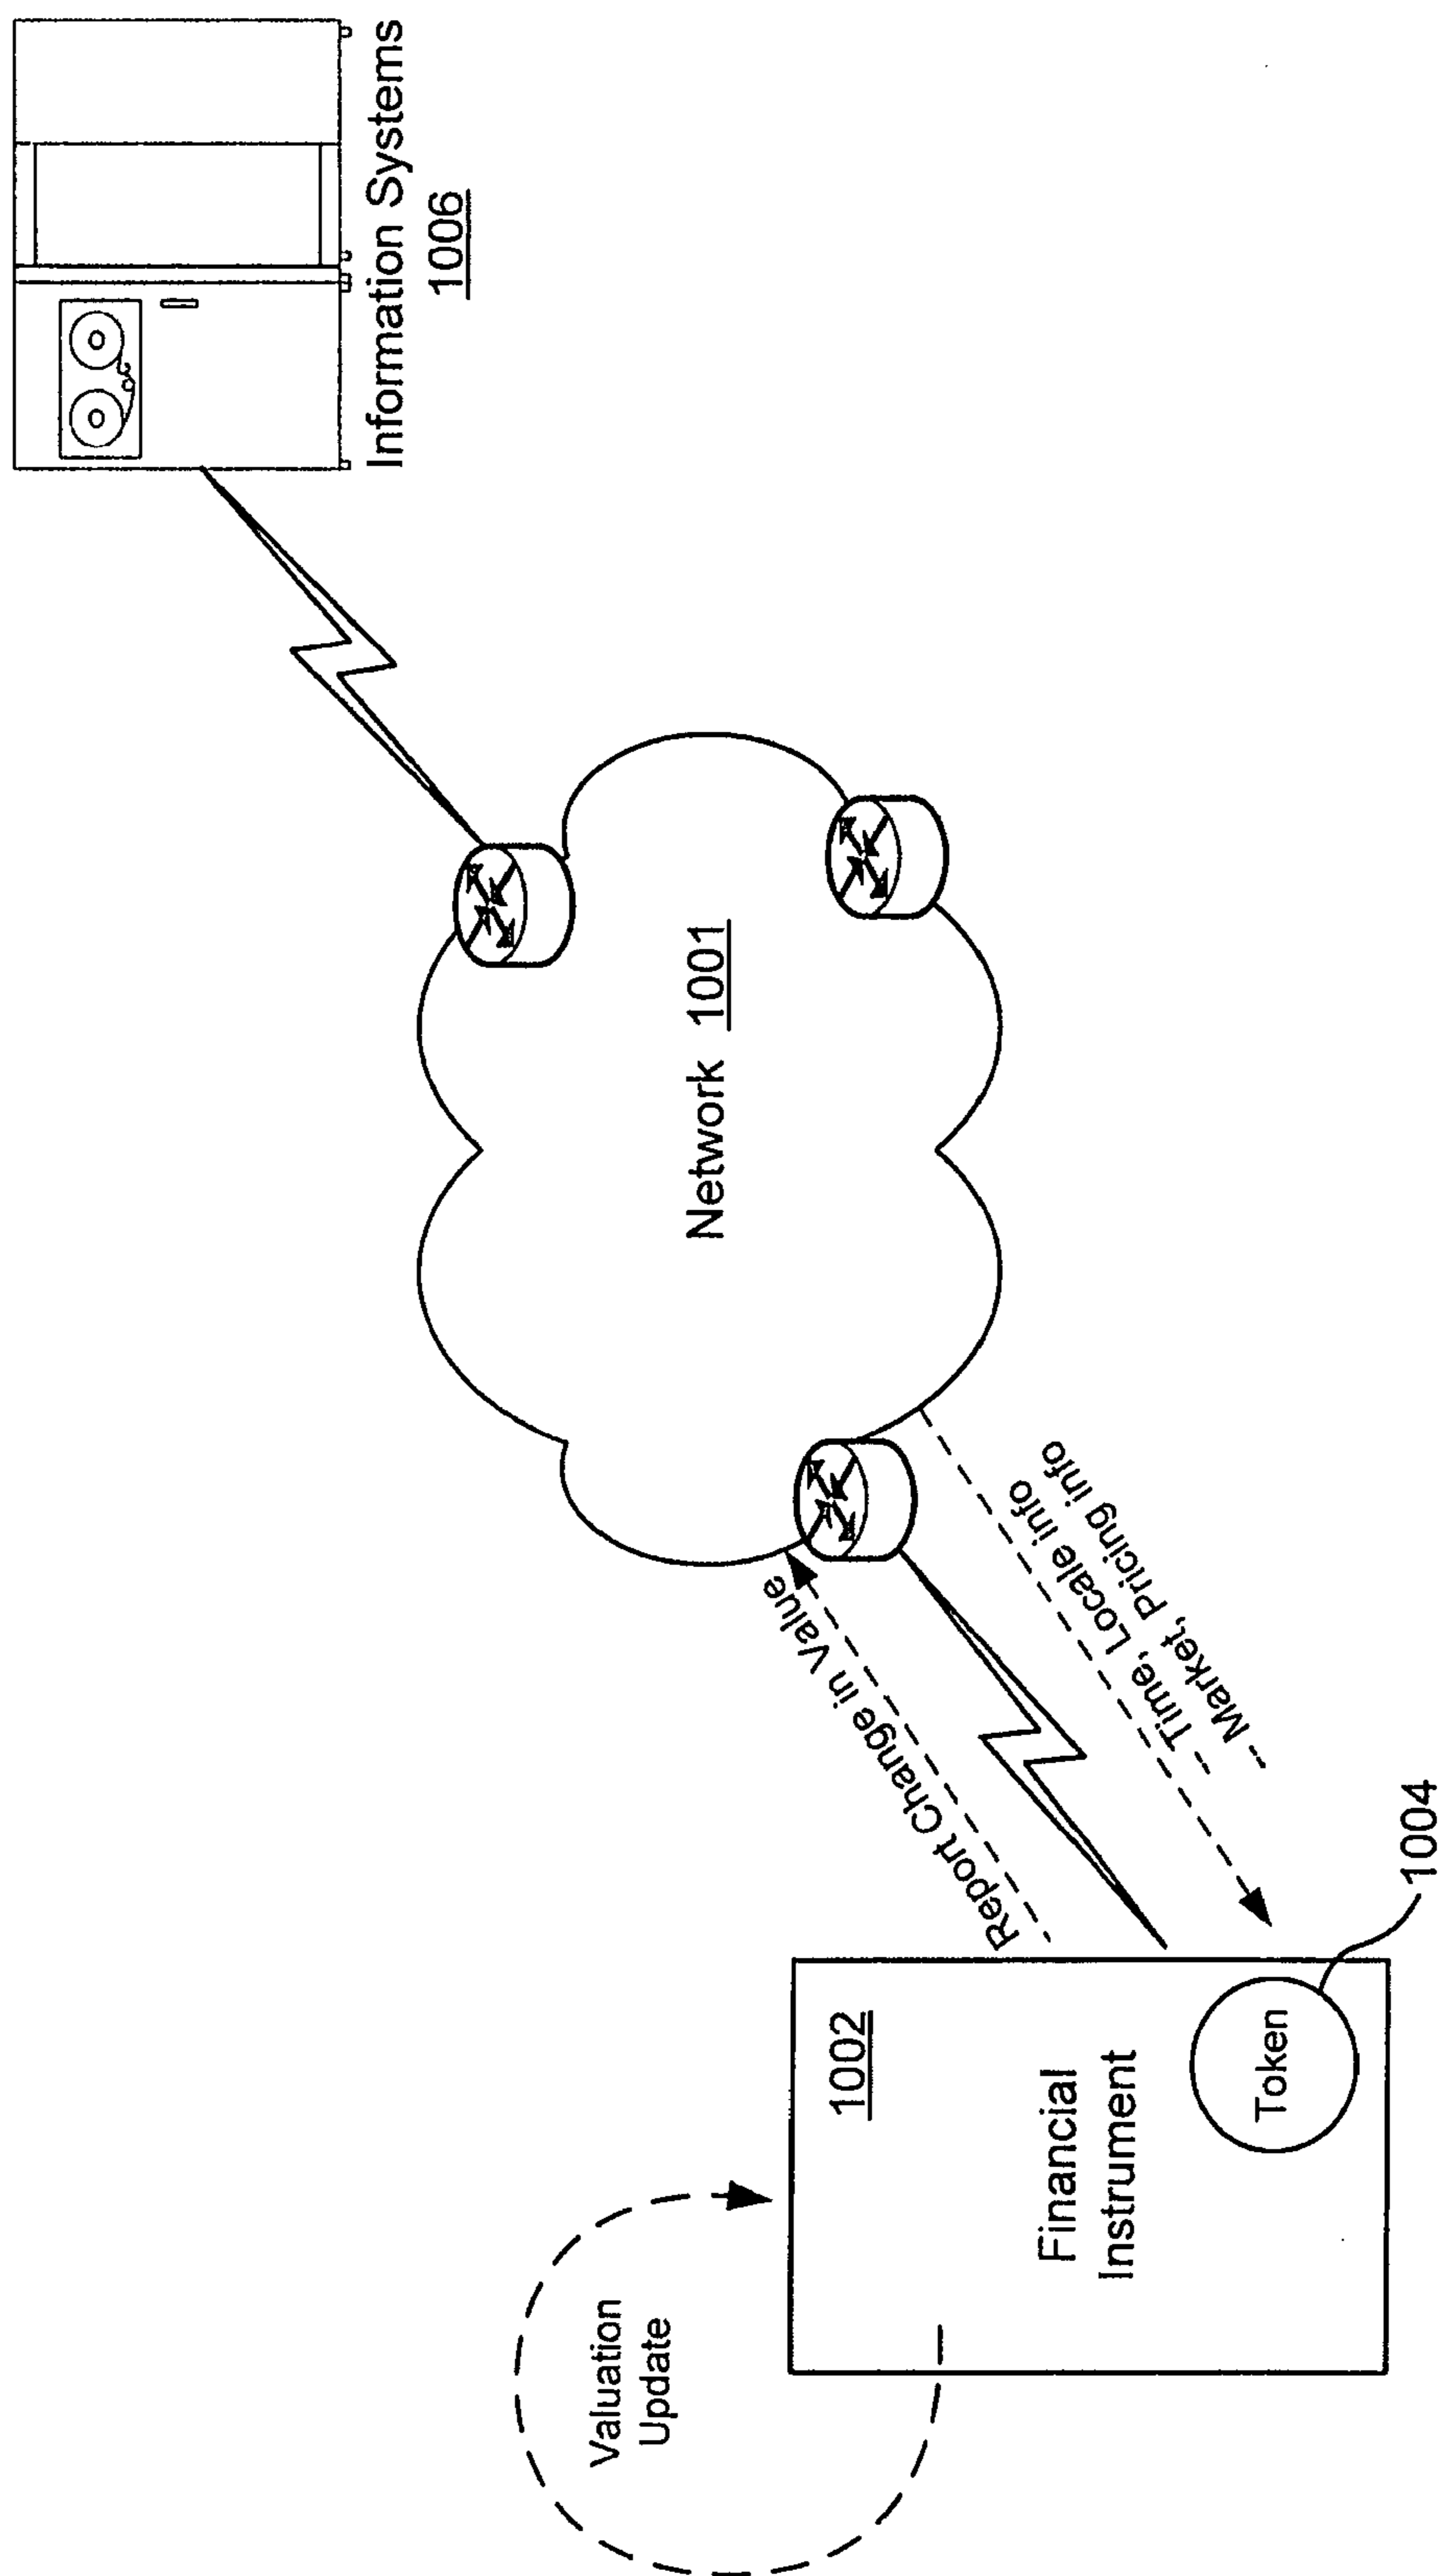 Information Systems
1006
Network 1001
Report Change in Value
-- Time, Locale info
-- Market, Pricing info
Valuation
Update
1002
Financial
Instrument
Token
1004